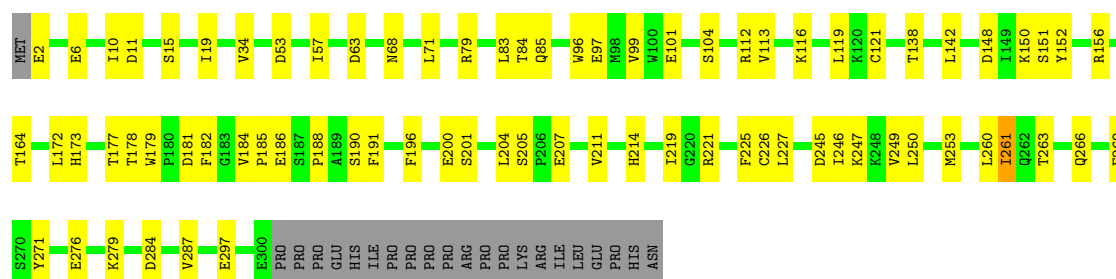 MET E2 E6 I10 D11 S15 I19 V34 D53 I57 D63 N68 L71 R79 L83 T84 Q85 W96 E97 M98 V99 W100 E101 S104 R112 V113 K116 L119 K120 C121 T138 L142 D148 I149 K150 S151 Y152 R156
T164 L172 H173 T177 T178 W179 P180 D181 F182 G183 V184 P185 E186 S187 P188 A189 S190 F191 F196 E200 S201 L204 S205 P206 E207 V211 H214 I219 G220 R221 F225 C226 L227 D245 I246 K247 K248 V249 L250 M253 L260 I261 Q262 T263 Q266
S270 Y271 E276 K279 D284 V287 E297 E300 PRO PRO PRO GLU HIS ILE PRO PRO PRO PRO ARG PRO PRO LYS ARG ILE LEU GLU PRO HIS ASN